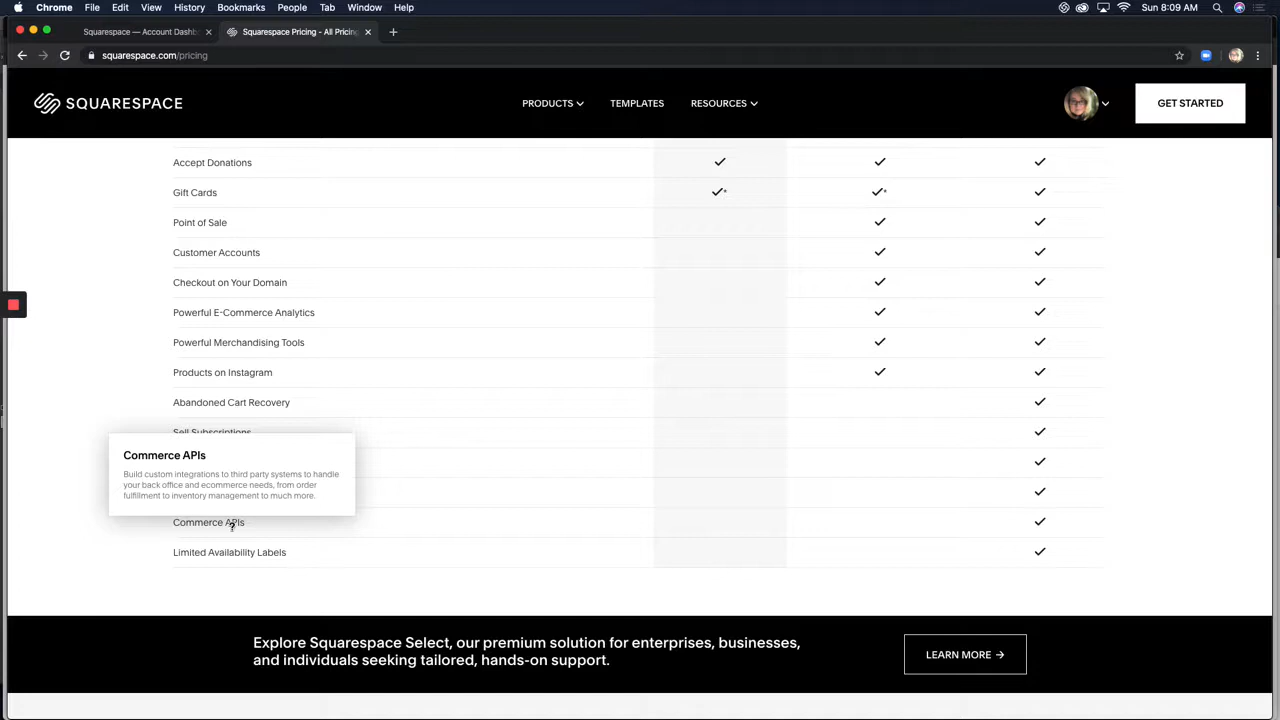 Chrome File Edit View History Bookmarks People Tab Window Help
Sun 8:09 AM
Squarespace — Account Dashb
Squarespace Pricing - All Pricing
squarespace.com/pricing
SQUARESPACE
PRODUCTS
TEMPLATES
RESOURCES
GET STARTED
Accept Donations
Gift Cards
*
*
Point of Sale
Customer Accounts
Checkout on Your Domain
Powerful E-Commerce Analytics
Powerful Merchandising Tools
Products on Instagram
Abandoned Cart Recovery
Sell Subscriptions
Commerce APIs
Build custom integrations to third party systems to handle
your back office and ecommerce needs, from order
fulfillment to inventory management to much more.
Commerce APIs
Limited Availability Labels
Explore Squarespace Select, our premium solution for enterprises, businesses,
and individuals seeking tailored, hands-on support.
LEARN MORE →